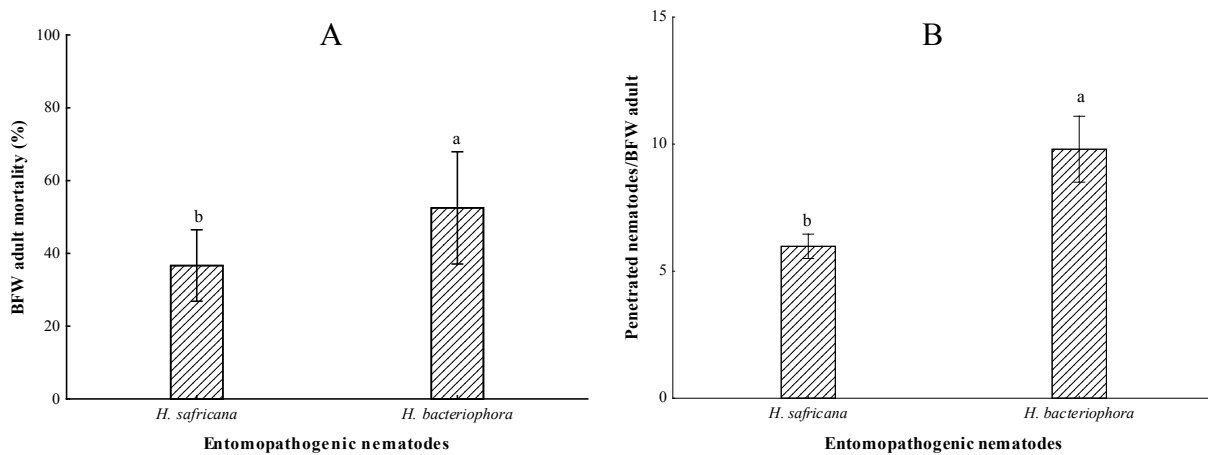 A
BFW adult mortality (%)
100
80
60
40
20
0
b
a
H. safricana
H. bacteriophora
Entomopathogenic nematodes
B
Penetrated nematodes/BFW adult
15
10
5
0
b
a
H. safricana
H. bacteriophora
Entomopathogenic nematodes